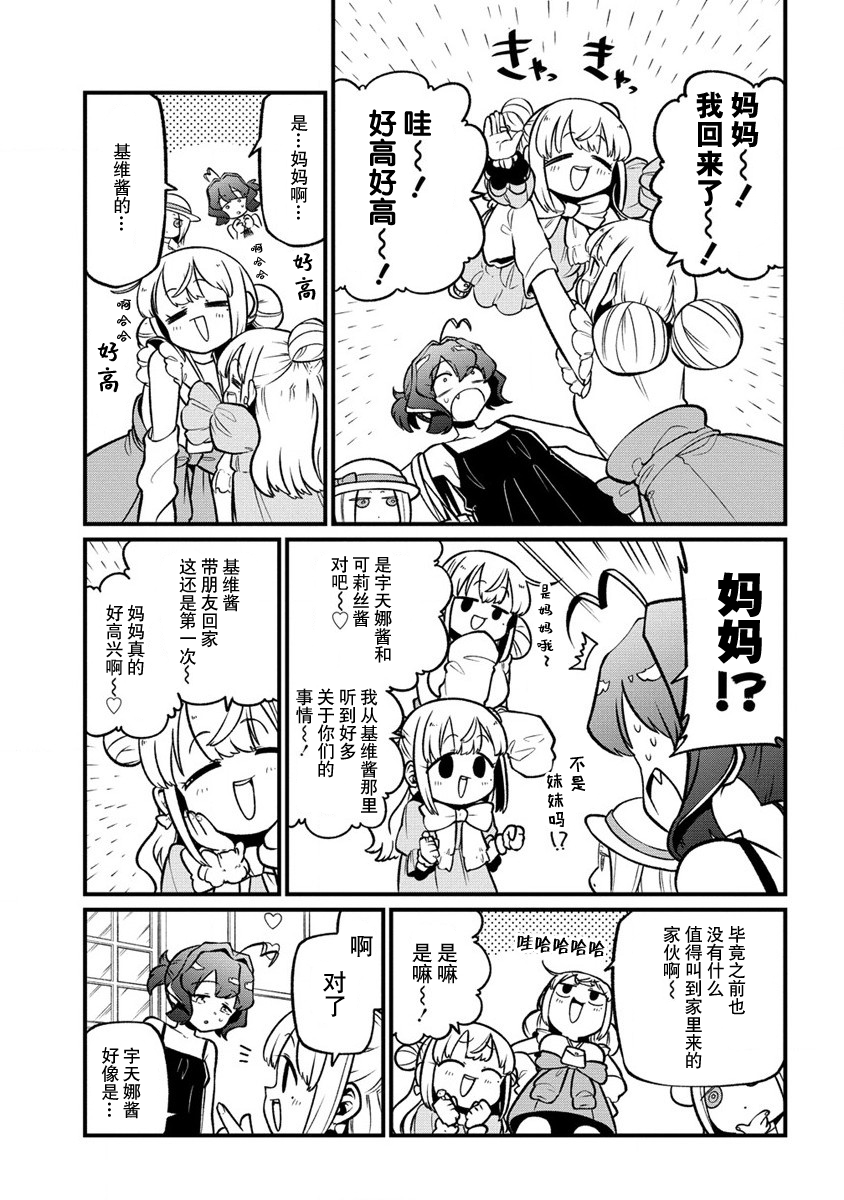 きゃっ
きゃっ
妈妈～！
我回来了～！
哇～！
好高好高～！
是…妈妈啊…
基维酱的…
啊哈哈
好高
啊哈哈
好高
妈妈!?
是妈妈哦～
不是
妹妹吗!?
是宇天娜酱和
可莉丝酱
对吧～♡
我从基维酱那里
听到好多
关于你们的
事情～！
基维酱
带朋友回家
这还是第一次～
妈妈真的
好高兴啊～♡
毕竟之前也
没有什么
值得叫到家里来的
家伙啊～
哇哈哈哈哈
是嘛
是嘛～
啊
对了
宇天娜酱
好像是…